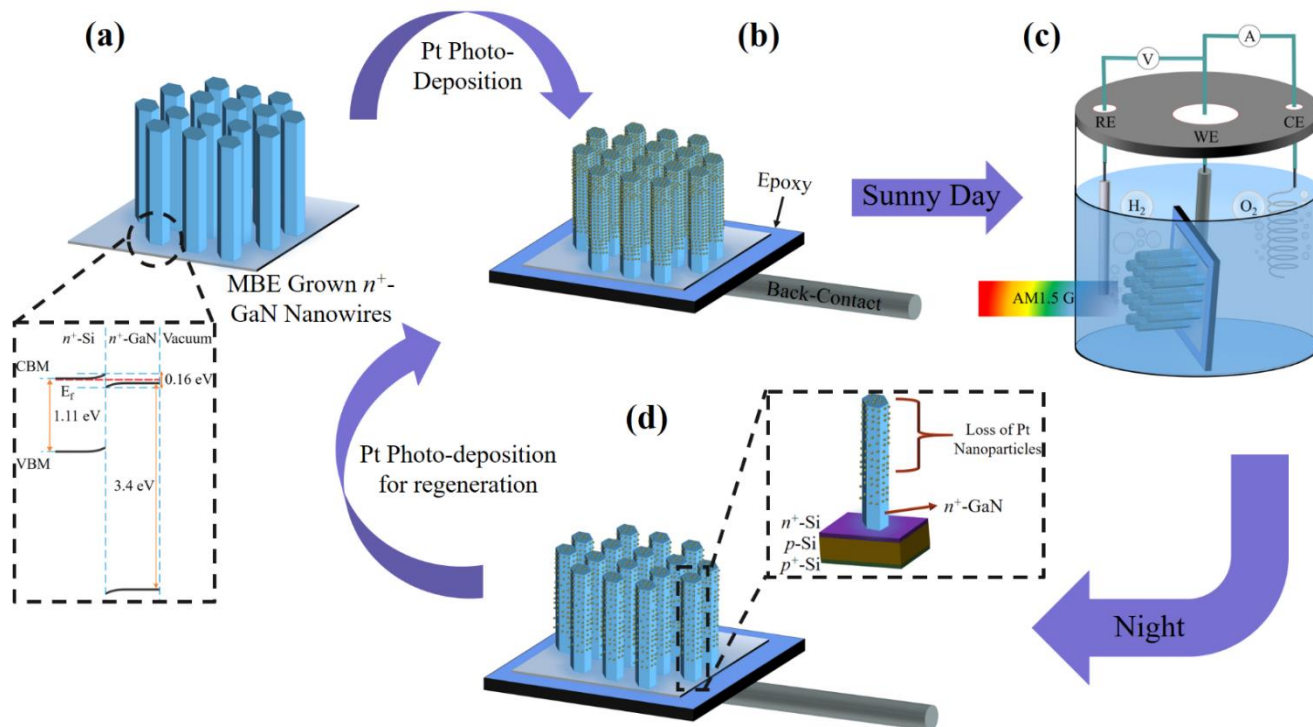 (a)
MBE Grown n⁺-
GaN Nanowires
n⁺-Si
n⁺-GaN
Vacuum
CBM
0.16 eV
E_f
1.11 eV
VBM
3.4 eV
Pt Photo-
Deposition
(b)
Epoxy
Back-Contact
Sunny Day
(c)
V
A
RE
WE
CE
H₂
O₂
AM1.5 G
Night
(d)
Loss of Pt
Nanoparticles
n⁺-GaN
n⁺-Si
p-Si
p⁺-Si
Pt Photo-deposition
for regeneration